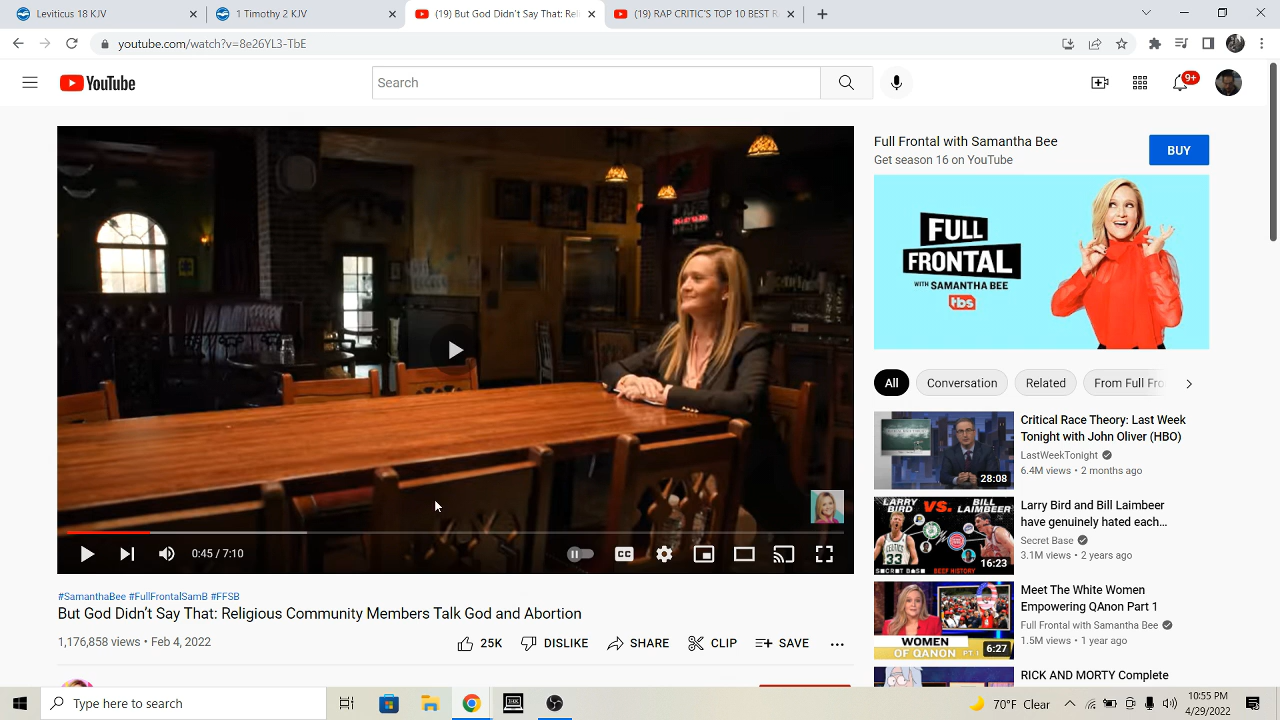 Leviticus 18 KJV
1 Timothy 2 KJV
(19) But God Didn't Say That: Reli
(19) RAP CRITIC'S TOP 10 BEST R
youtube.com/watch?v=8e26YL3-TbE
YouTube
Search
9+
Full Frontal with Samantha Bee
Get season 16 on YouTube
BUY
FULL
FRONTAL
WITH SAMANTHA BEE
tbs
All
Conversation
Related
From Full Fro
Critical Race Theory: Last Week
Tonight with John Oliver (HBO)
LastWeekTonight
6.4M views • 2 months ago
28:08
LARRY
BIRD
VS.
BILL
LAIMBEER
BEEF HISTORY
16:23
Larry Bird and Bill Laimbeer
have genuinely hated each...
Secret Base
3.1M views • 2 years ago
WOMEN
OF QANON PT 1
6:27
Meet The White Women
Empowering QAnon Part 1
Full Frontal with Samantha Bee
1.5M views • 1 year ago
RICK AND MORTY Complete
0:45 / 7:10
CC
#SamanthaBee #FullFrontalSamB #FFSB
But God Didn't Say That: Religious Community Members Talk God and Abortion
1,176,858 views • Feb 4, 2022
25K
DISLIKE
SHARE
CLIP
SAVE
Type here to search
70°F Clear
10:55 PM
4/29/2022